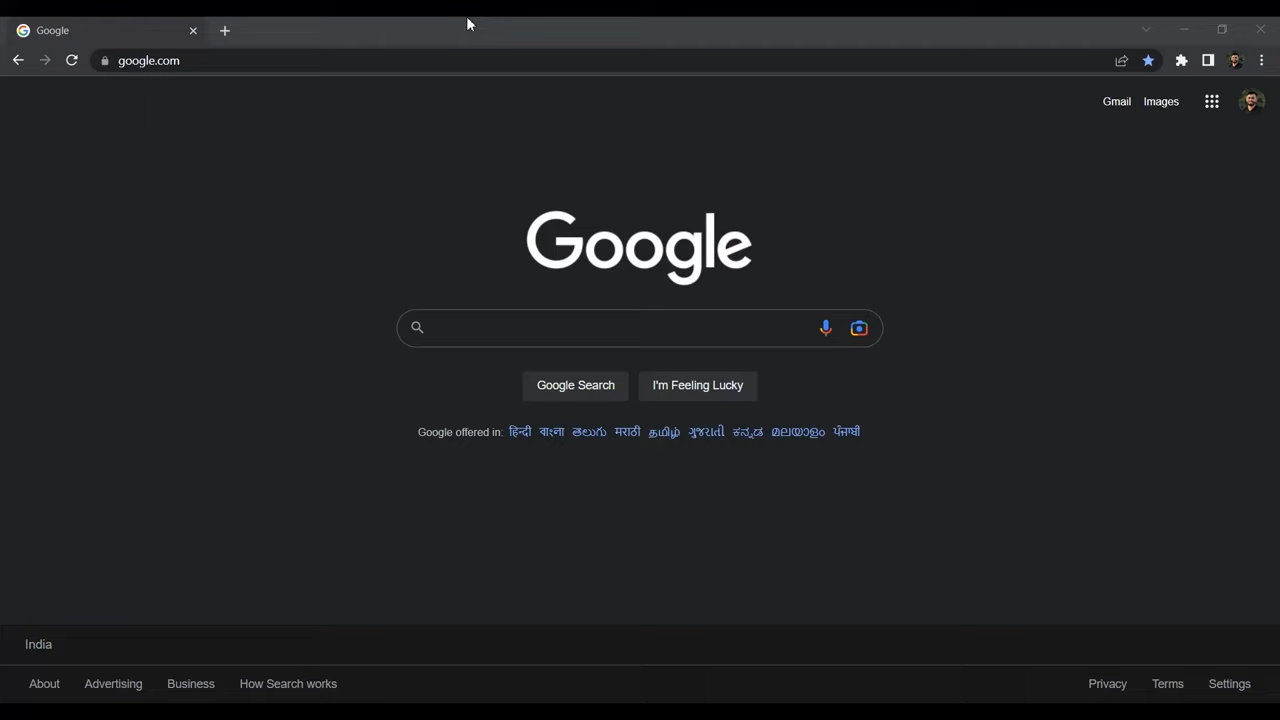 Google
google.com
Gmail Images
Google
Google Search I'm Feeling Lucky
Google offered in: हिन्दी বাংলা తెలుగు मराठी தமிழ் ગુજરાતી ಕನ್ನಡ മലയാളം ਪੰਜਾਬੀ
India
About Advertising Business How Search works Privacy Terms Settings